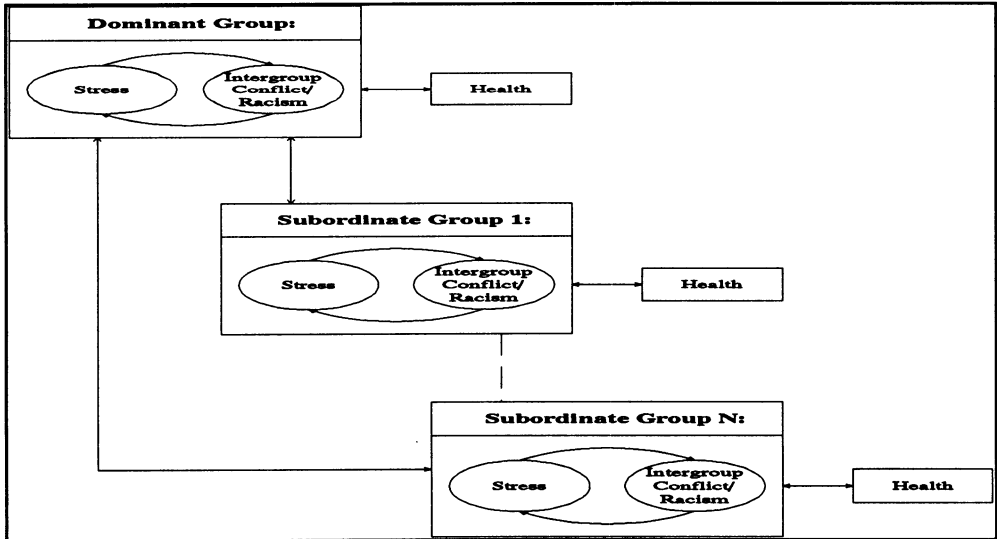 Dominant Group:
Stress
Intergroup
Conflict/
Racism
Health
Subordinate Group 1:
Stress
Intergroup
Conflict/
Racism
Health
Subordinate Group N:
Stress
Intergroup
Conflict/
Racism
Health